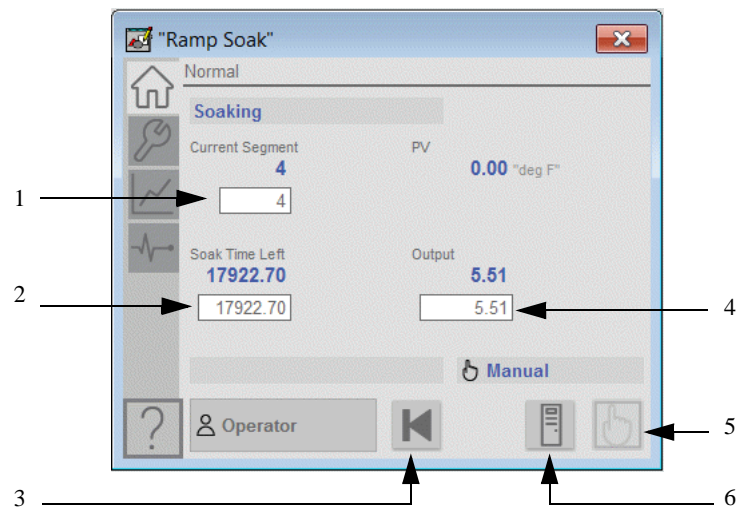 "Ramp Soak"
Normal
Soaking
Current Segment PV
4 0.00 "deg F"
1 4
Soak Time Left Output
17922.70 5.51
2 17922.70 5.51 4
Manual
? Operator 5
3 6